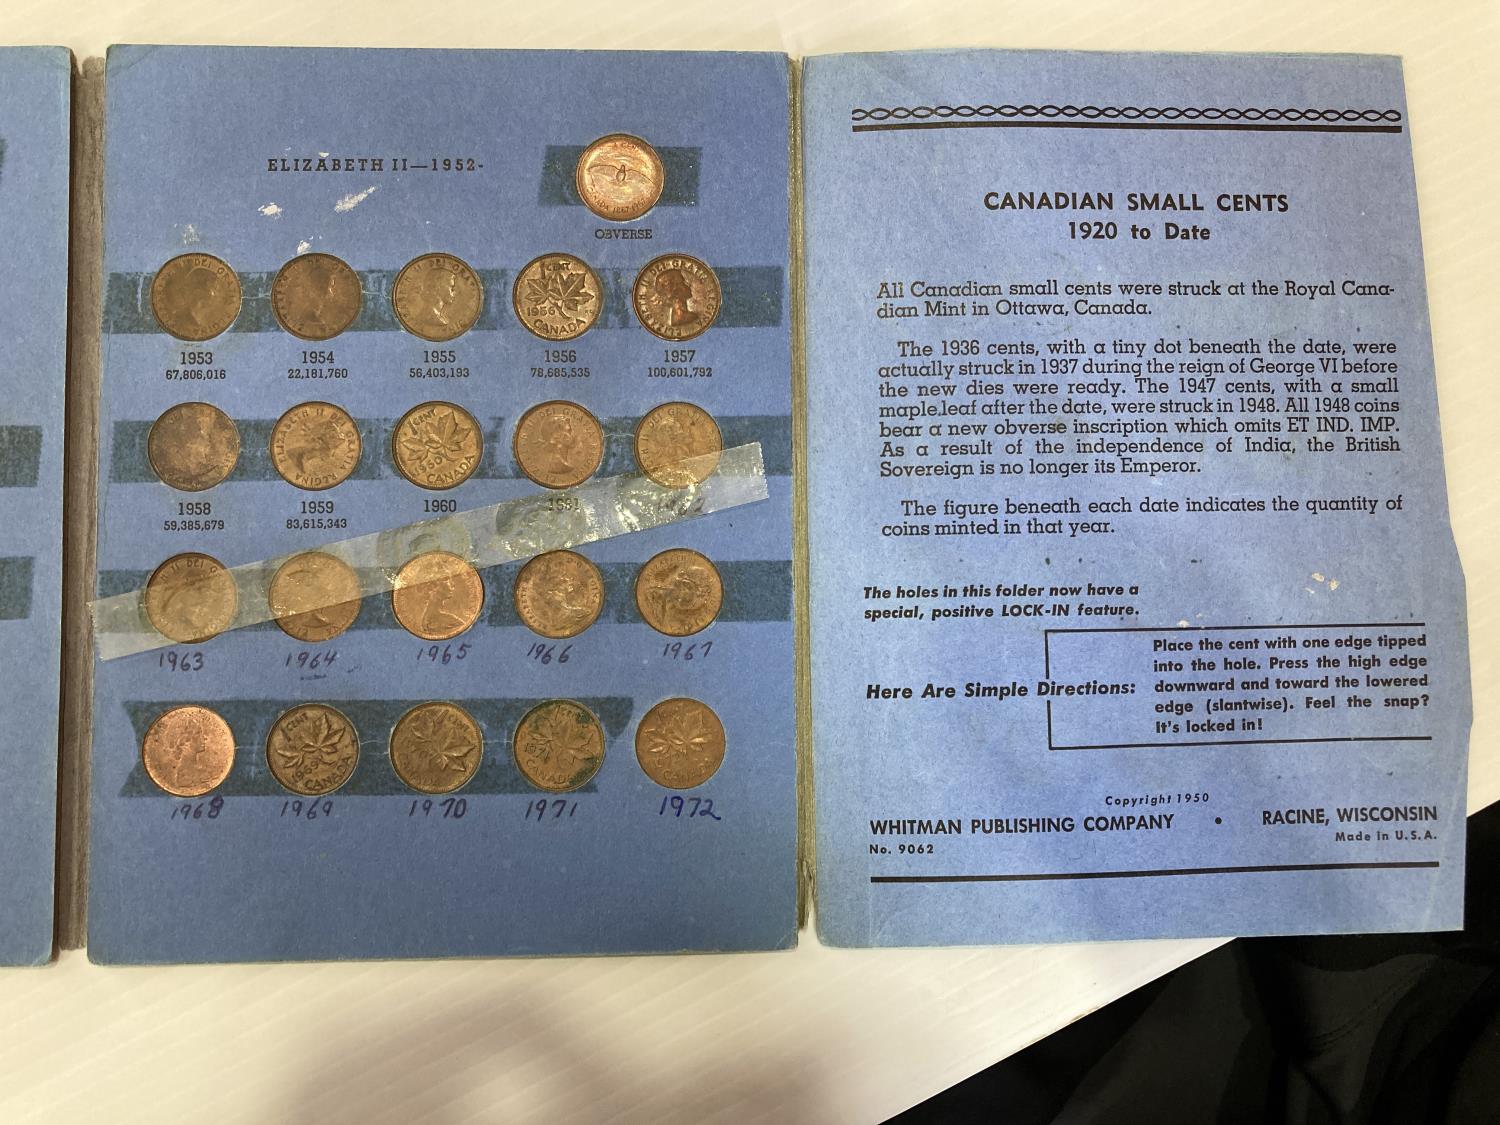 ELIZABETH II—1952-
OBVERSE
1953 1954 1955 1956 1957
67,806,016 22,181,760 56,403,193 78,685,535 100,601,792
1958 1959 1960 1961 1962
59,385,679 83,615,343
1963 1964 1965 1966 1967
1968 1969 1970 1971 1972
1956
CANADA
CENT
1960
CANADA
CENT
1969
CANADA
CANADIAN SMALL CENTS
1920 to Date
All Canadian small cents were struck at the Royal Cana-
dian Mint in Ottawa, Canada.
The 1936 cents, with a tiny dot beneath the date, were
actually struck in 1937 during the reign of George VI before
the new dies were ready. The 1947 cents, with a small
maple leaf after the date, were struck in 1948. All 1948 coins
bear a new obverse inscription which omits ET IND. IMP.
As a result of the independence of India, the British
Sovereign is no longer its Emperor.
The figure beneath each date indicates the quantity of
coins minted in that year.
The holes in this folder now have a
special, positive LOCK-IN feature.
Here Are Simple Directions:
Place the cent with one edge tipped
into the hole. Press the high edge
downward and toward the lowered
edge (slantwise). Feel the snap?
It's locked in!
Copyright 1950
WHITMAN PUBLISHING COMPANY • RACINE, WISCONSIN
No. 9062 Made in U.S.A.